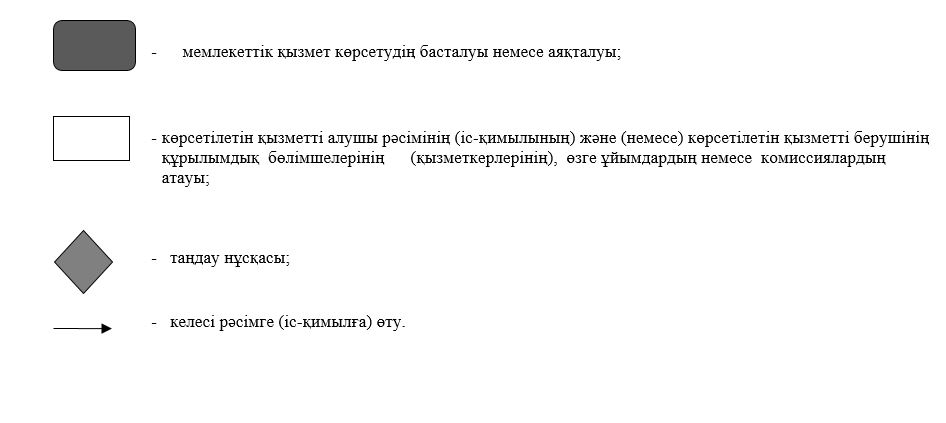 - мемлекеттік қызмет көрсетудің басталуы немесе аяқталуы;
- көрсетілетін қызметті алушы рәсімінің (іс-қимылының) және (немесе) көрсетілетін қызметті берушінің
құрылымдық бөлімшелерінің (қызметкерлерінің), өзге ұйымдардың немесе комиссиялардың
атауы;
- таңдау нұсқасы;
- келесі рәсімге (іс-қимылға) өту.